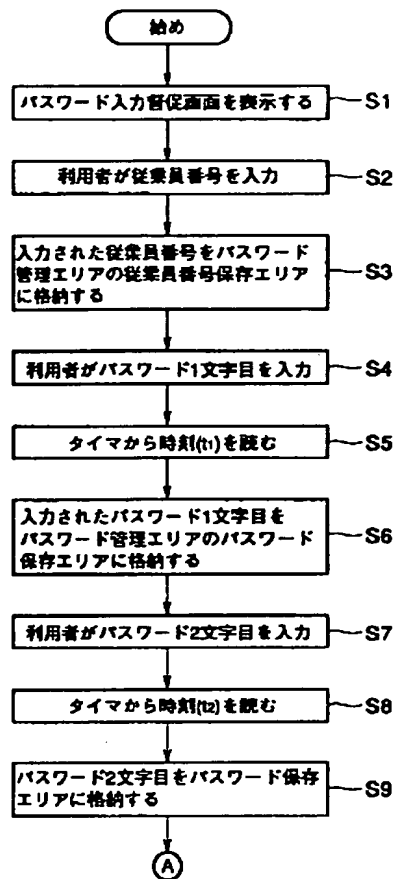 始め
パスワード入力督促画面を表示する
S1
利用者が従業員番号を入力
S2
入力された従業員番号をパスワード
管理エリアの従業員番号保存エリア
に格納する
S3
利用者がパスワード1文字目を入力
S4
タイマから時刻(t1)を読む
S5
入力されたパスワード1文字目を
パスワード管理エリアのパスワード
保存エリアに格納する
S6
利用者がパスワード2文字目を入力
S7
タイマから時刻(t2)を読む
S8
パスワード2文字目をパスワード保存
エリアに格納する
S9
A